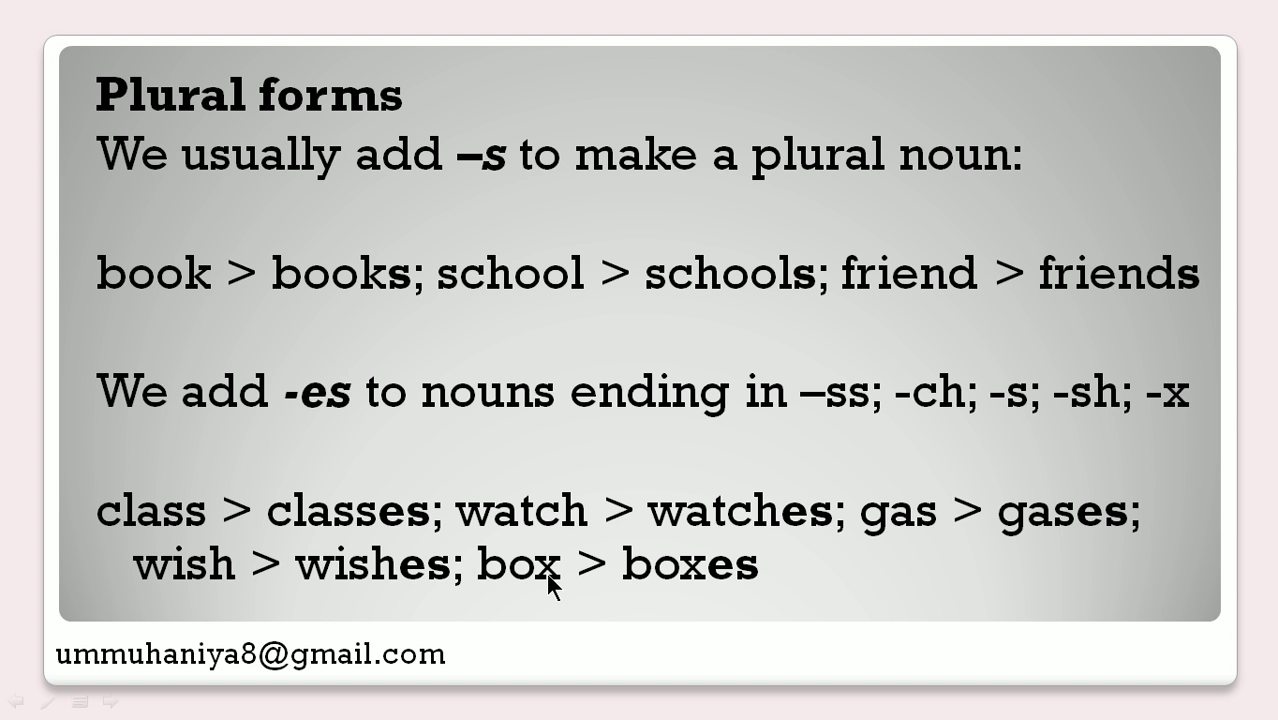 Plural forms
We usually add –s to make a plural noun:
book > books; school > schools; friend > friends
We add -es to nouns ending in –ss; -ch; -s; -sh; -x
class > classes; watch > watches; gas > gases;
wish > wishes; box > boxes
ummuhaniya8@gmail.com